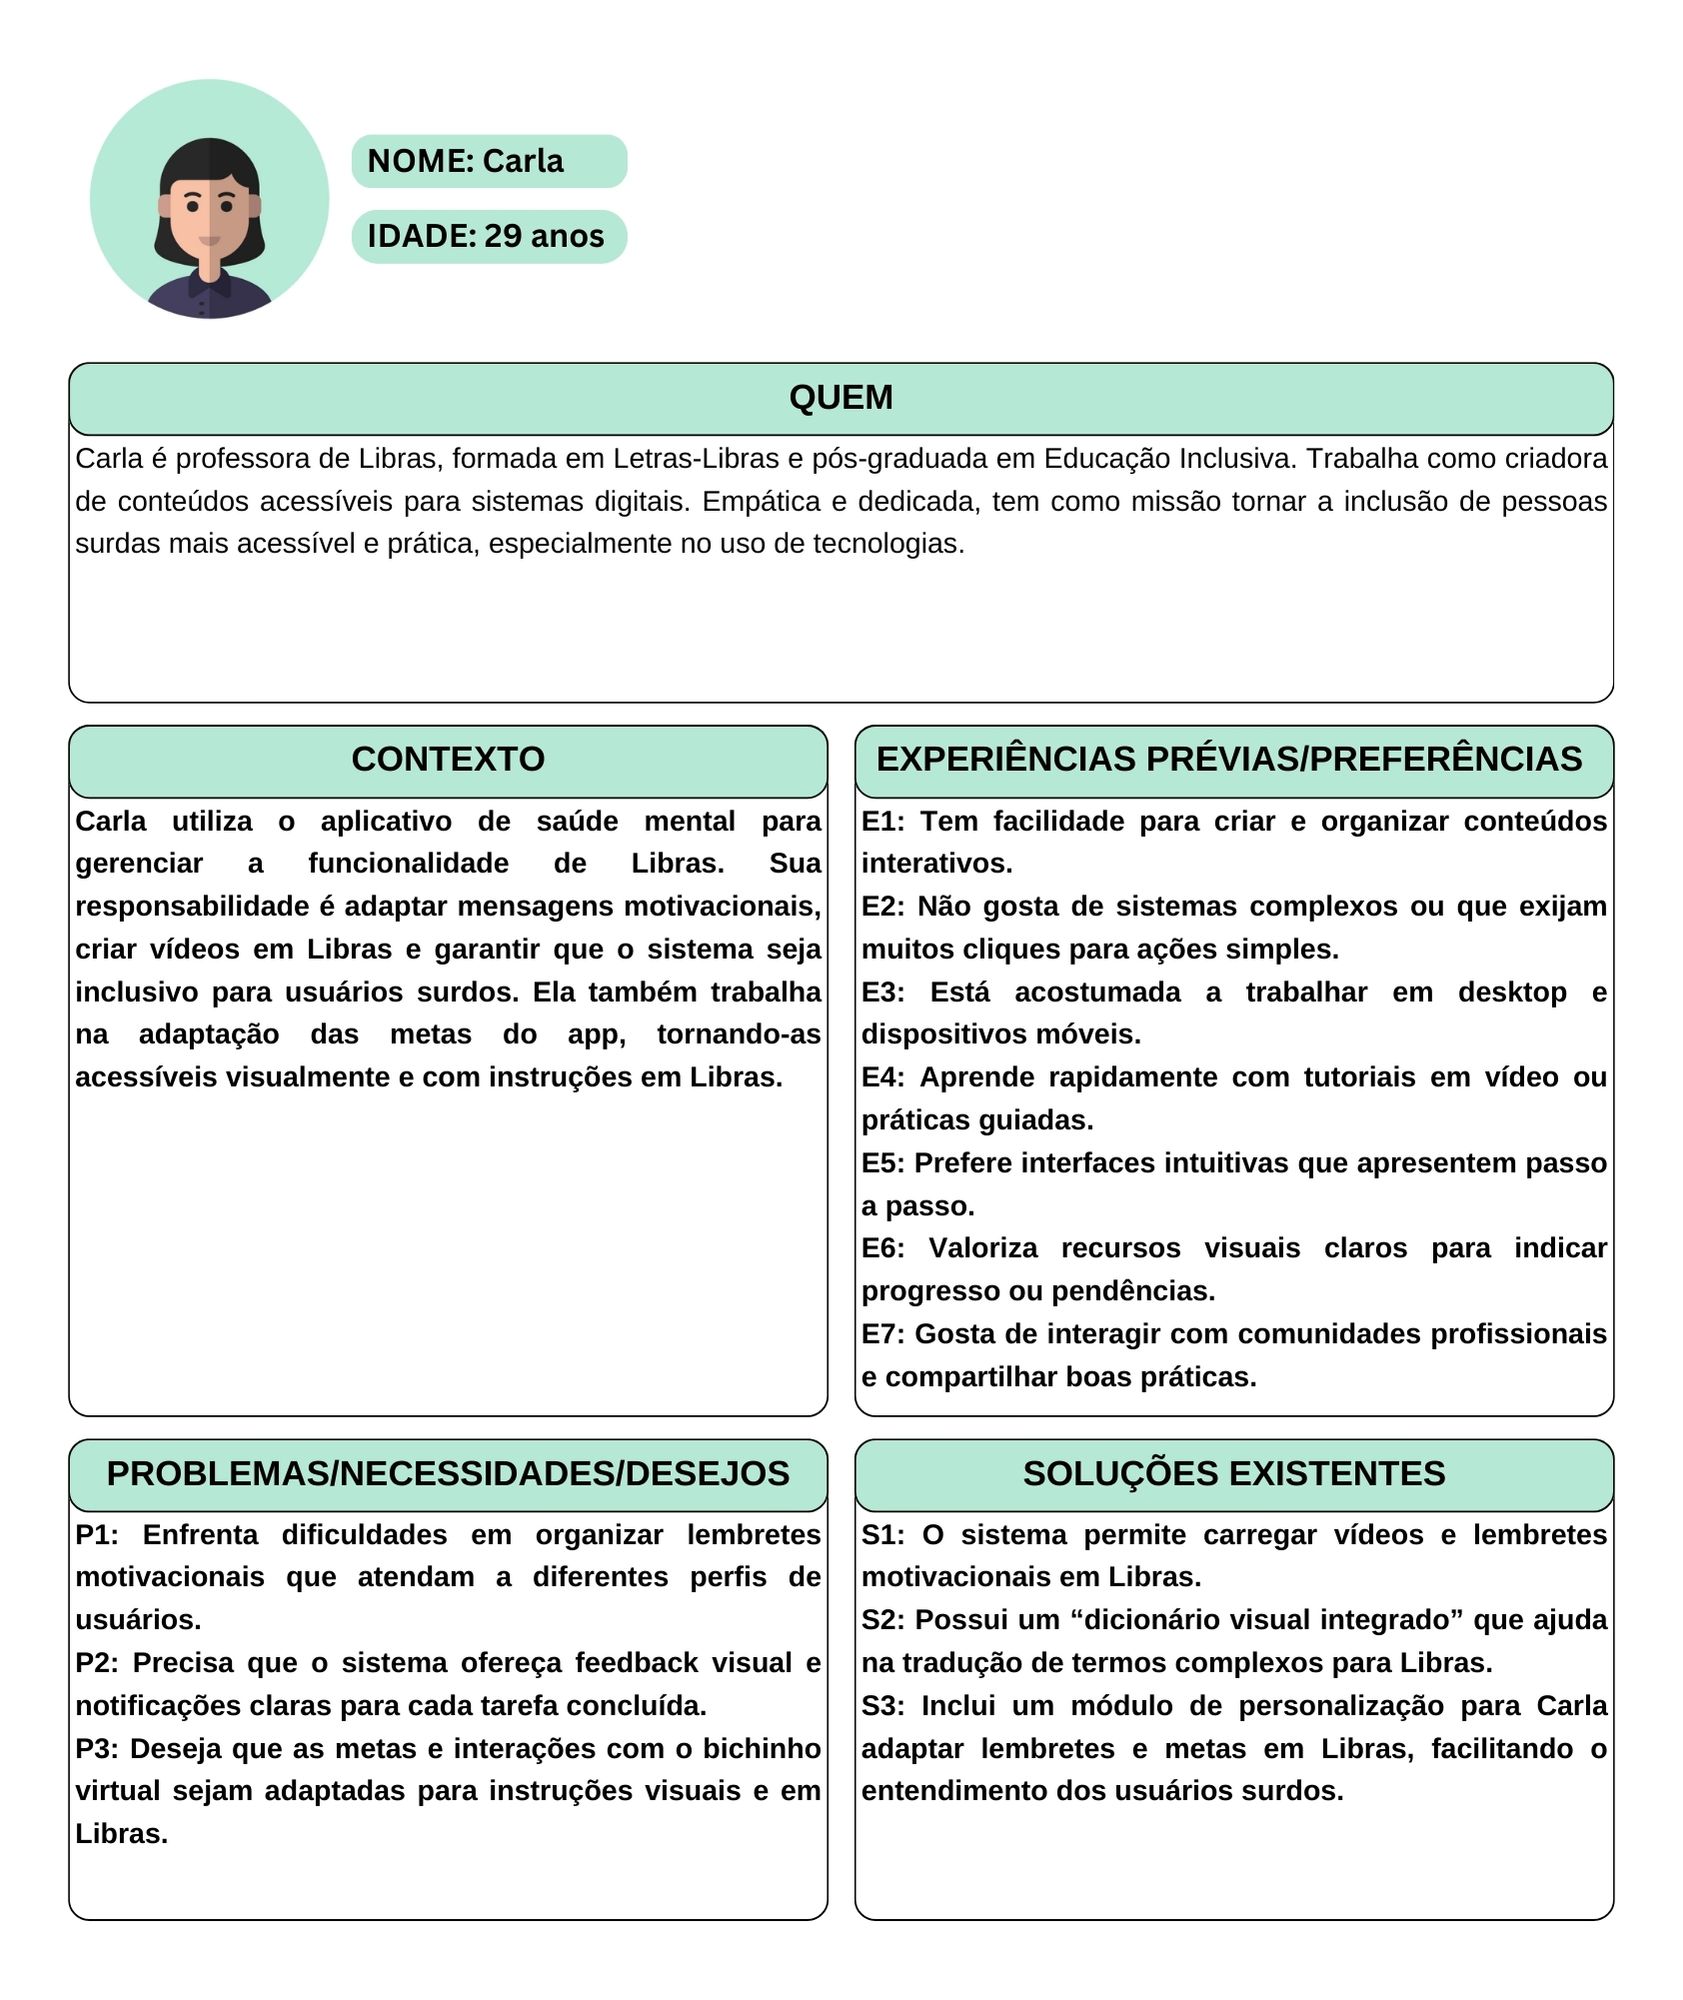 NOME: Carla
IDADE: 29 anos
QUEM
Carla é professora de Libras, formada em Letras-Libras e pós-graduada em Educação Inclusiva. Trabalha como criadora
de conteúdos acessíveis para sistemas digitais. Empática e dedicada, tem como missão tornar a inclusão de pessoas
surdas mais acessível e prática, especialmente no uso de tecnologias.
CONTEXTO
Carla utiliza o aplicativo de saúde mental para
gerenciar a funcionalidade de Libras. Sua
responsabilidade é adaptar mensagens motivacionais,
criar vídeos em Libras e garantir que o sistema seja
inclusivo para usuários surdos. Ela também trabalha
na adaptação das metas do app, tornando-as
acessíveis visualmente e com instruções em Libras.
EXPERIÊNCIAS PRÉVIAS/PREFERÊNCIAS
E1: Tem facilidade para criar e organizar conteúdos
interativos.
E2: Não gosta de sistemas complexos ou que exijam
muitos cliques para ações simples.
E3: Está acostumada a trabalhar em desktop e
dispositivos móveis.
E4: Aprende rapidamente com tutoriais em vídeo ou
práticas guiadas.
E5: Prefere interfaces intuitivas que apresentem passo
a passo.
E6: Valoriza recursos visuais claros para indicar
progresso ou pendências.
E7: Gosta de interagir com comunidades profissionais
e compartilhar boas práticas.
PROBLEMAS/NECESSIDADES/DESEJOS
P1: Enfrenta dificuldades em organizar lembretes
motivacionais que atendam a diferentes perfis de
usuários.
P2: Precisa que o sistema ofereça feedback visual e
notificações claras para cada tarefa concluída.
P3: Deseja que as metas e interações com o bichinho
virtual sejam adaptadas para instruções visuais e em
Libras.
SOLUÇÕES EXISTENTES
S1: O sistema permite carregar vídeos e lembretes
motivacionais em Libras.
S2: Possui um “dicionário visual integrado” que ajuda
na tradução de termos complexos para Libras.
S3: Inclui um módulo de personalização para Carla
adaptar lembretes e metas em Libras, facilitando o
entendimento dos usuários surdos.